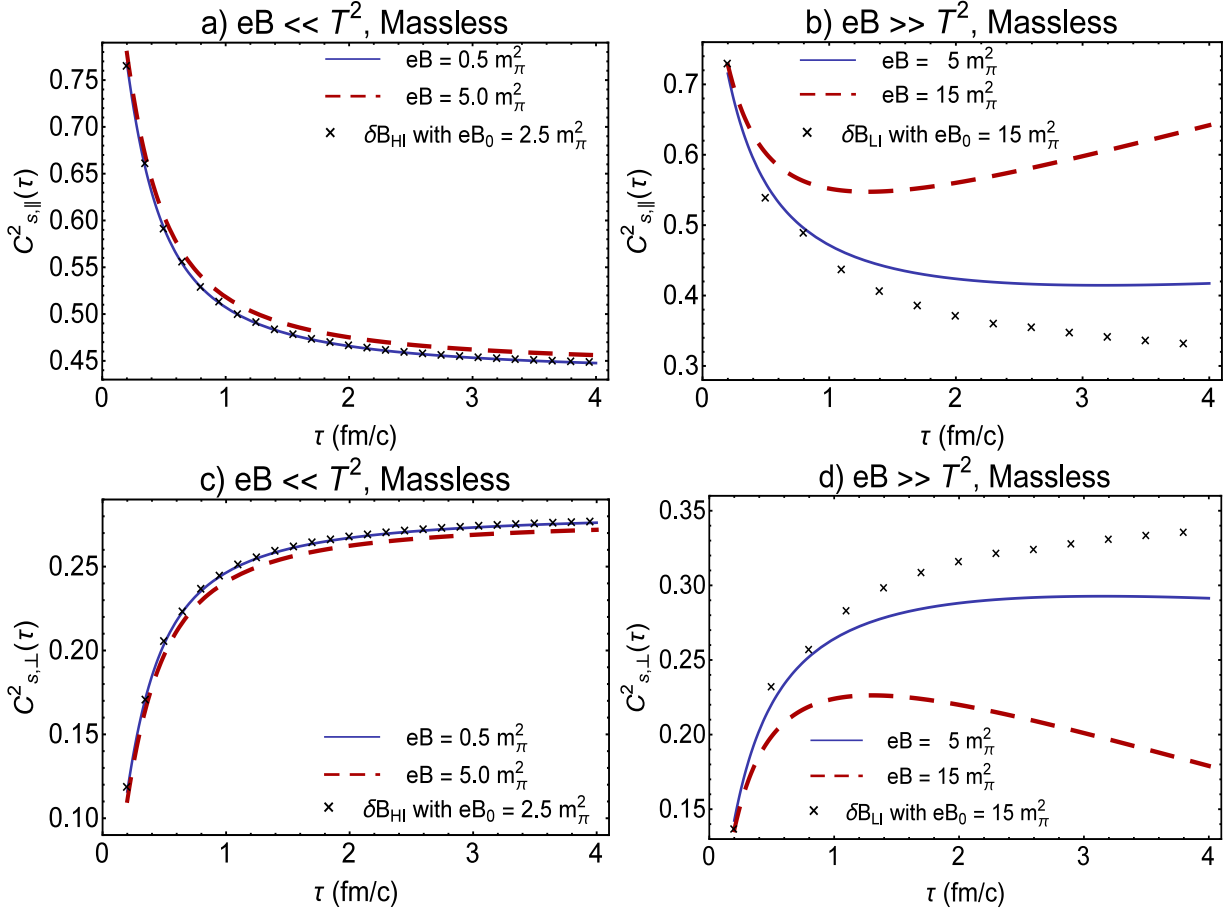 a) eB << T², Massless
eB = 0.5 m²π
eB = 5.0 m²π
× δB_HI with eB₀ = 2.5 m²π
C²s,∥(τ)
0.75
0.70
0.65
0.60
0.55
0.50
0.45
0 1 2 3 4
τ (fm/c)
b) eB >> T², Massless
eB = 5 m²π
eB = 15 m²π
× δB_LI with eB₀ = 15 m²π
C²s,∥(τ)
0.7
0.6
0.5
0.4
0.3
0 1 2 3 4
τ (fm/c)
c) eB << T², Massless
C²s,⊥(τ)
0.25
0.20
0.15
0.10
eB = 0.5 m²π
eB = 5.0 m²π
× δB_HI with eB₀ = 2.5 m²π
0 1 2 3 4
τ (fm/c)
d) eB >> T², Massless
C²s,⊥(τ)
0.35
0.30
0.25
0.20
0.15
eB = 5 m²π
eB = 15 m²π
× δB_LI with eB₀ = 15 m²π
0 1 2 3 4
τ (fm/c)